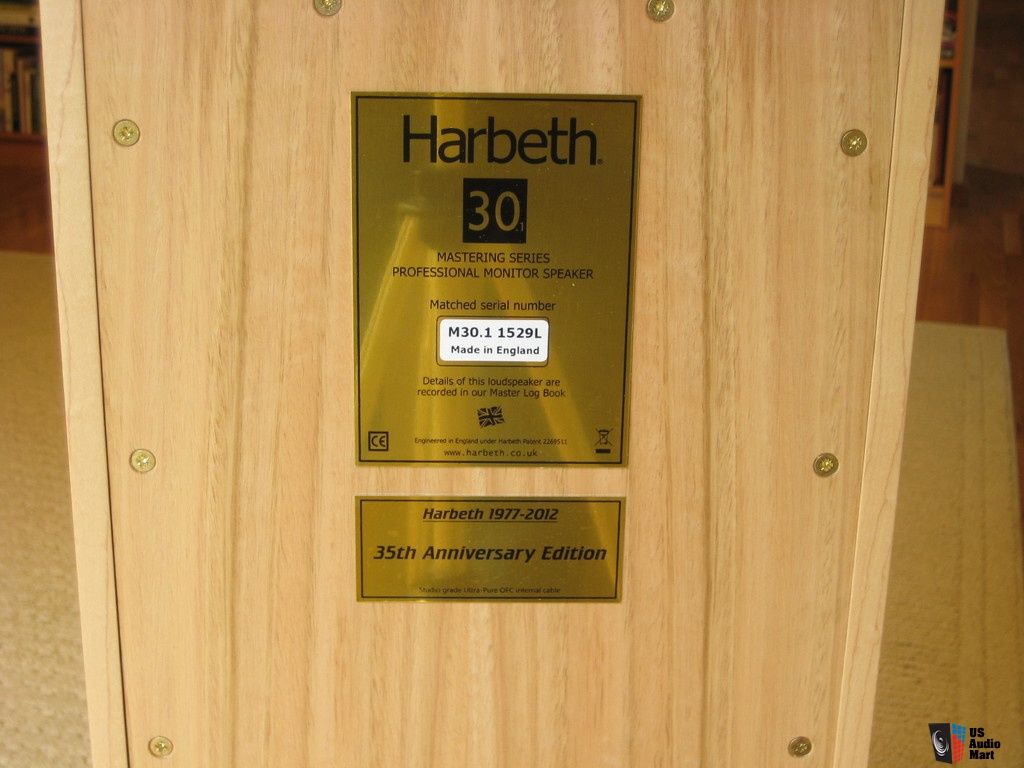 Harbeth®
30.1
MASTERING SERIES
PROFESSIONAL MONITOR SPEAKER
Matched serial number
M30.1 1529L
Made in England
Details of this loudspeaker are
recorded in our Master Log Book
CE
Engineered in England under Harbeth Patent 2269511
www.harbeth.co.uk
Harbeth 1977-2012
35th Anniversary Edition
Studio grade Ultra-Pure OFC internal cable
US
Audio
Mart